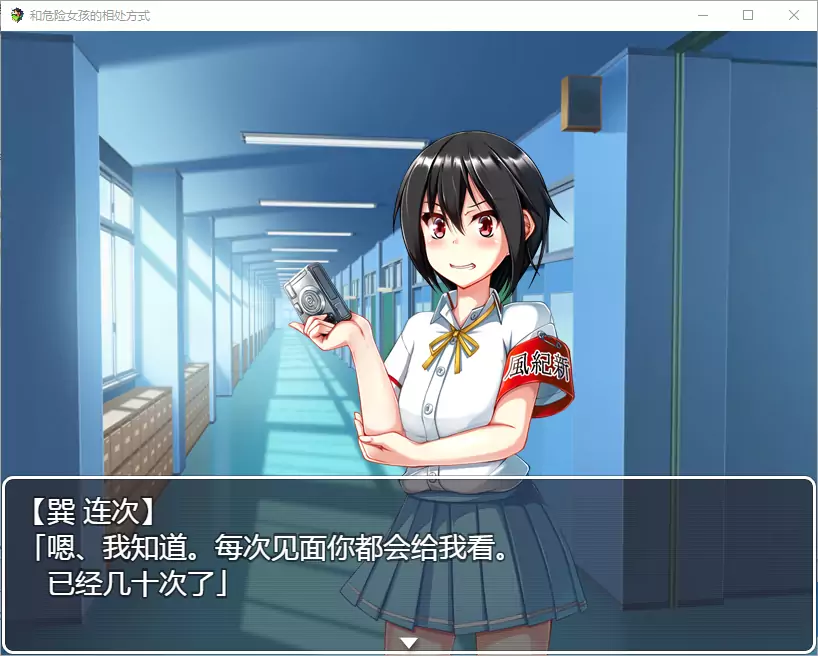 和危险女孩的相处方式
風紀新
【巽 连次】
「嗯、我知道。每次见面你都会给我看。
已经几十次了」